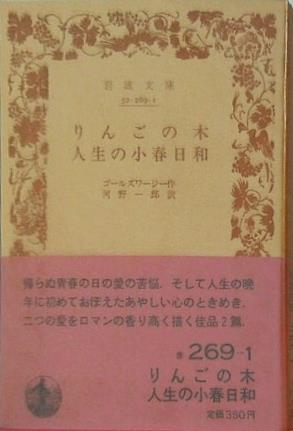 岩波文庫
32-269-1
りんごの木
人生の小春日和
ゴールズワージー作
河野一郎訳
帰らぬ青春の日の愛の苦悩．そして人生の晩
年に初めておぼえたあやしい心のときめき．
二つの愛をロマンの香り高く描く佳品2篇．
赤 269-1
りんごの木
人生の小春日和
定価350円